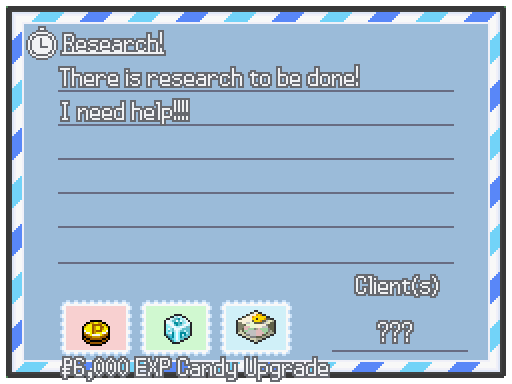 Research!
There is research to be done!
I need help!!!!
Client(s)
???
₽6,000 EXP Candy Upgrade